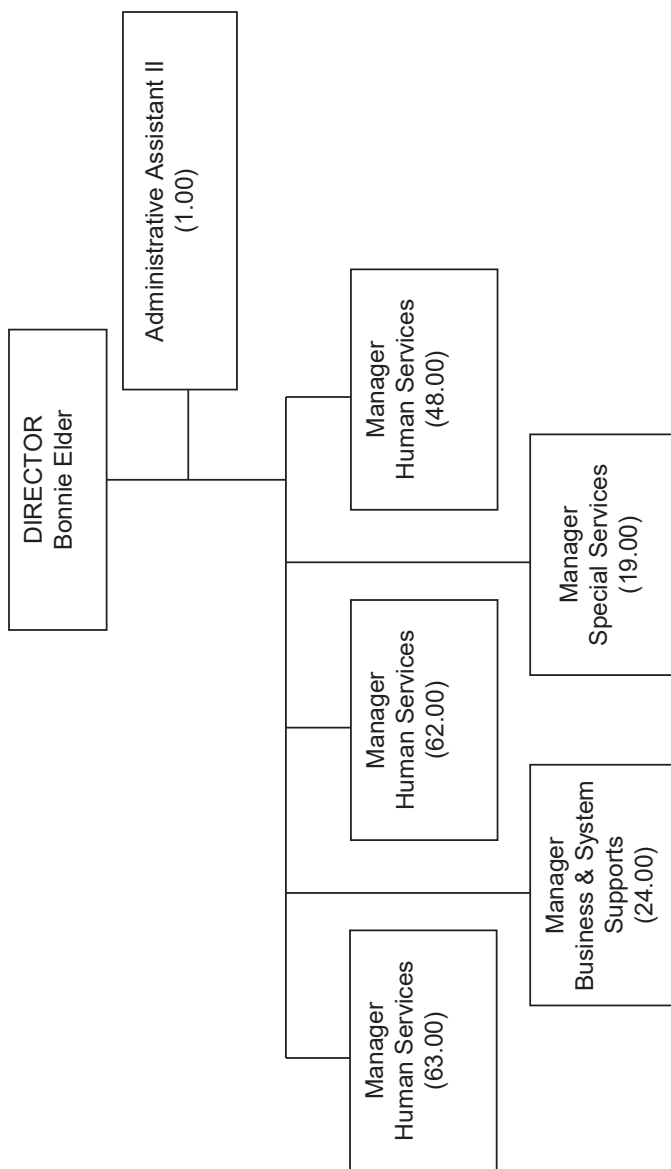 DIRECTOR
Bonnie Elder
Administrative Assistant II
(1.00)
Manager
Human Services
(63.00)
Manager
Human Services
(62.00)
Manager
Human Services
(48.00)
Manager
Business & System
Supports
(24.00)
Manager
Special Services
(19.00)